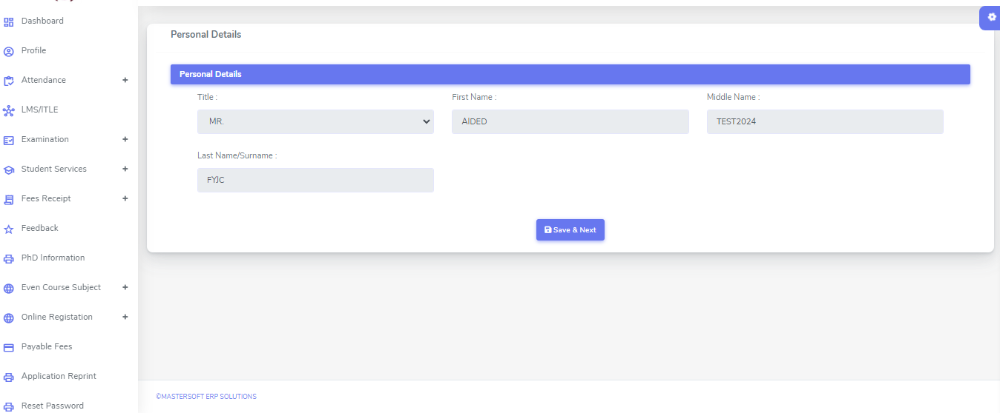 Dashboard
Profile
Attendance +
LMS/ITLE
Examination +
Student Services +
Fees Receipt +
Feedback
PhD Information
Even Course Subject +
Online Registation +
Payable Fees
Application Reprint
Reset Password
Personal Details
Personal Details
Title : First Name : Middle Name :
MR. AIDED TEST2024
Last Name/Surname :
FYJC
Save & Next
©MASTERSOFT ERP SOLUTIONS